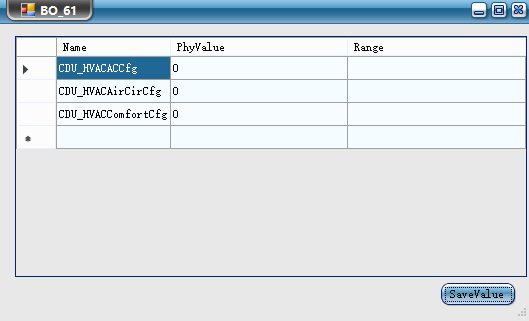 BO_61
Name PhyValue Range
CDU_HVACACCfg 0
CDU_HVACAirCirCfg 0
CDU_HVACComfortCfg 0
SaveValue